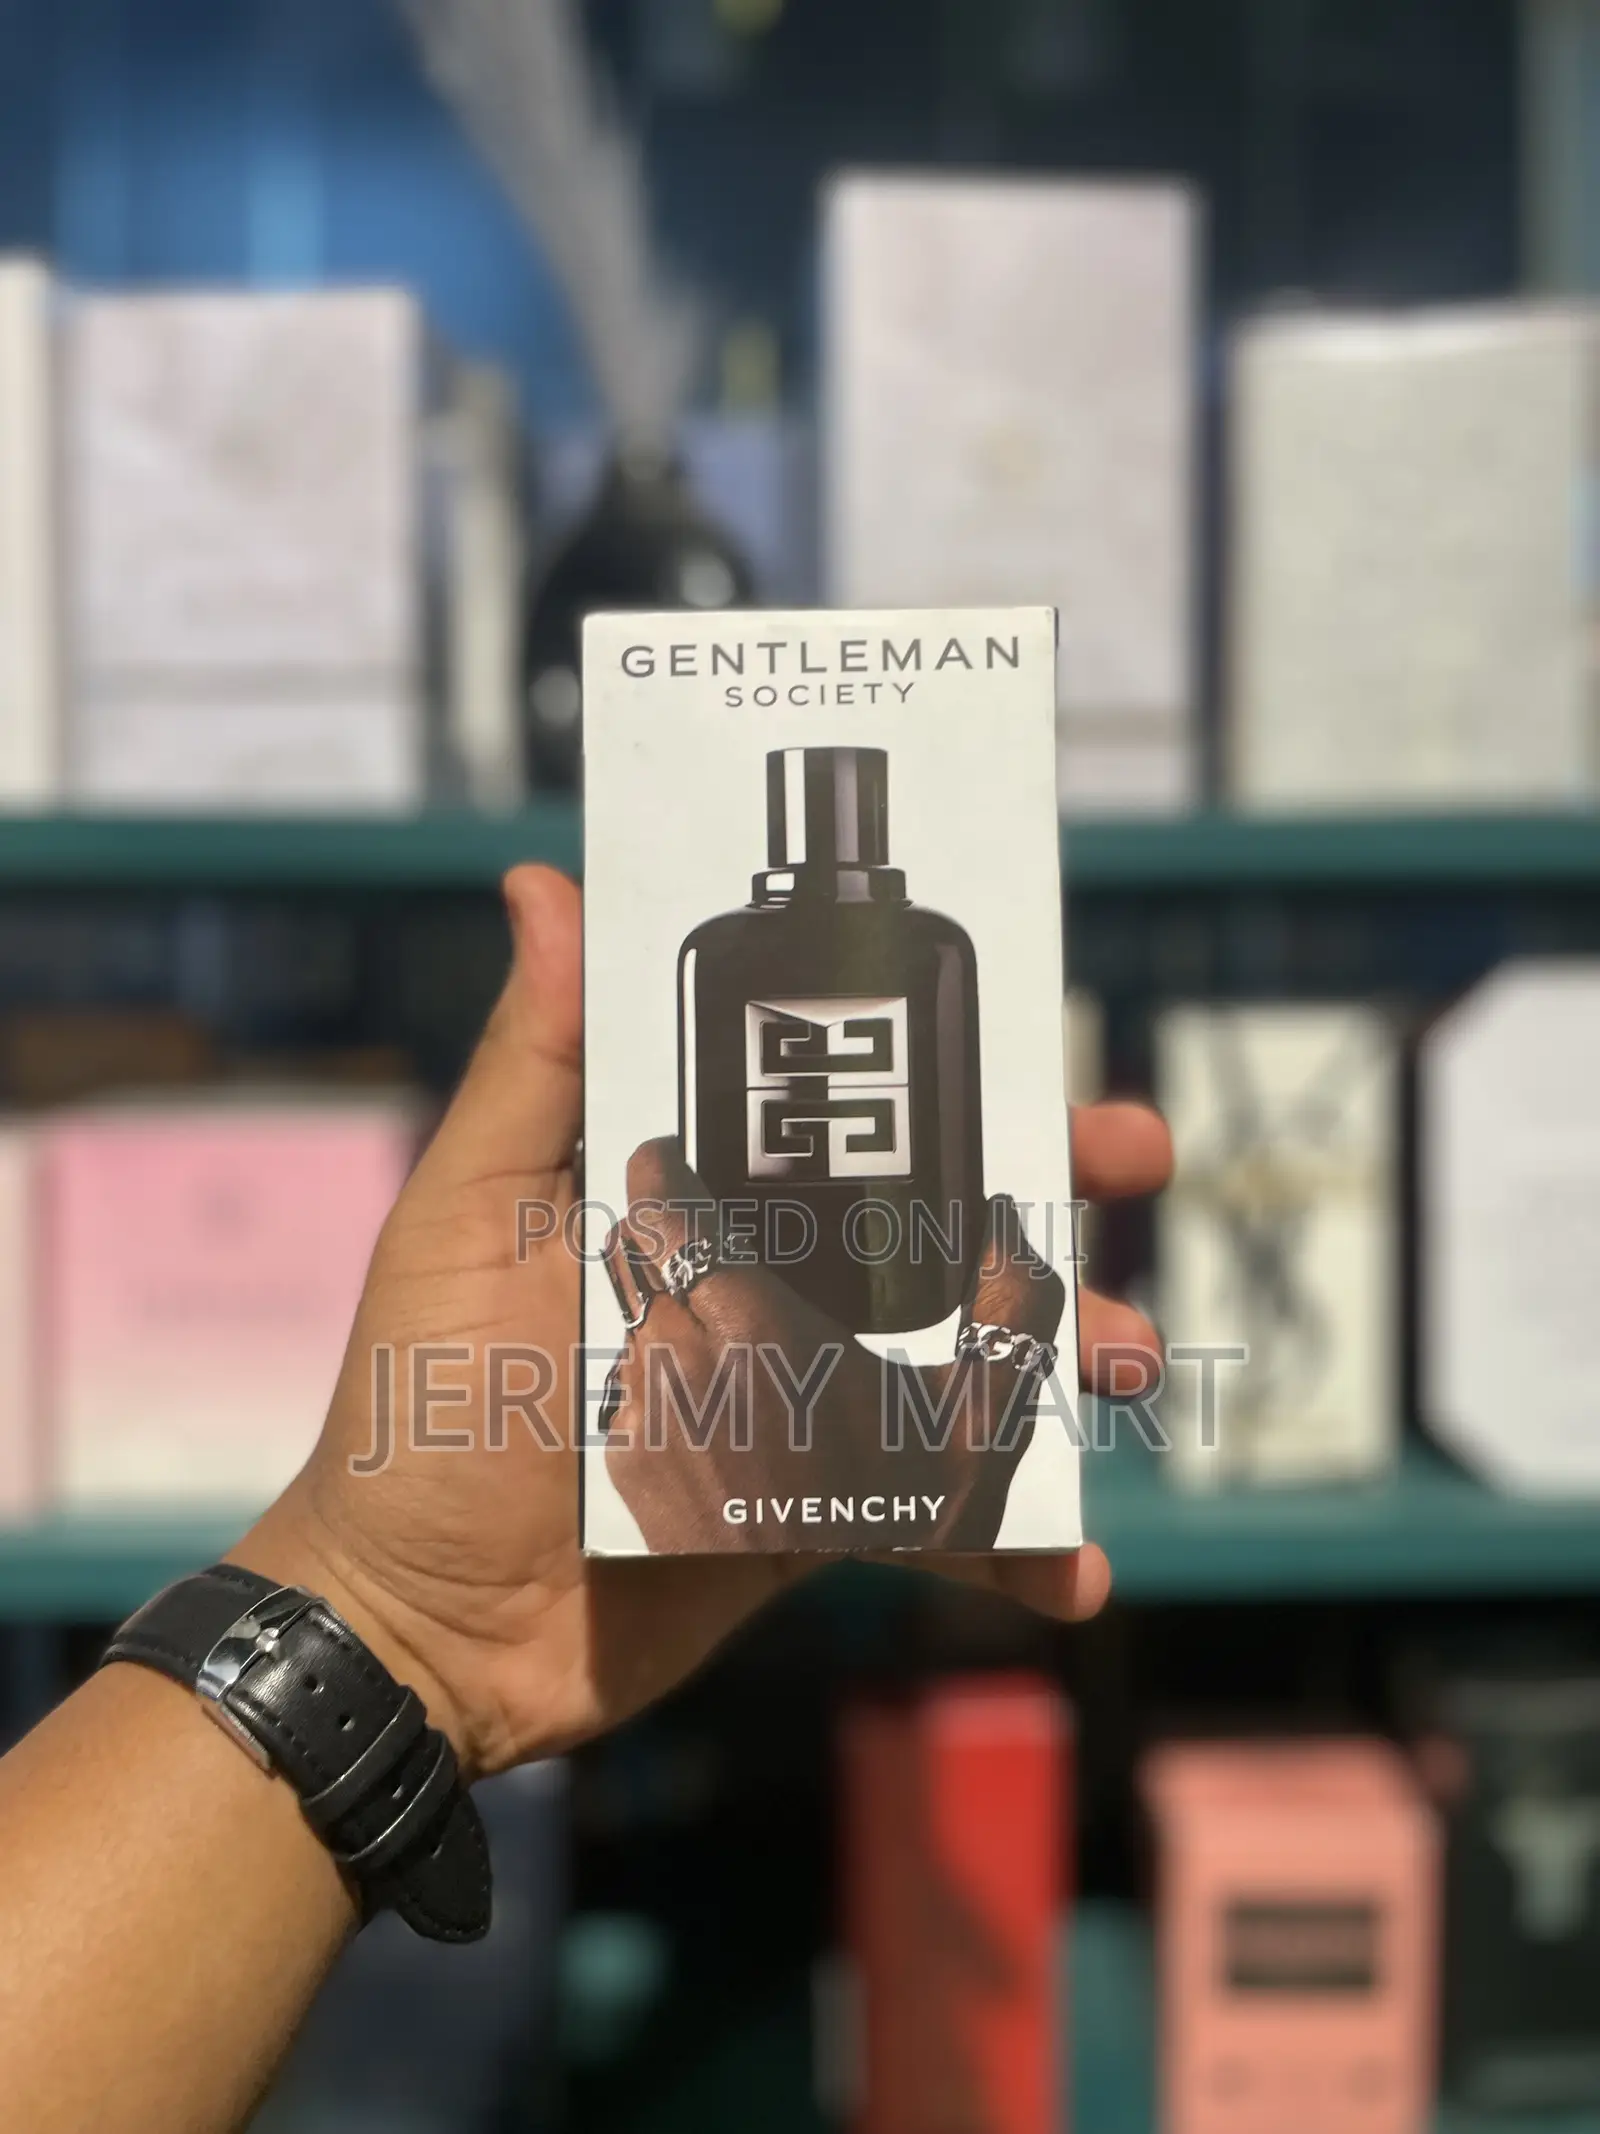 GENTLEMAN
SOCIETY
POSTED ON JIJI
JEREMY MART
GIVENCHY